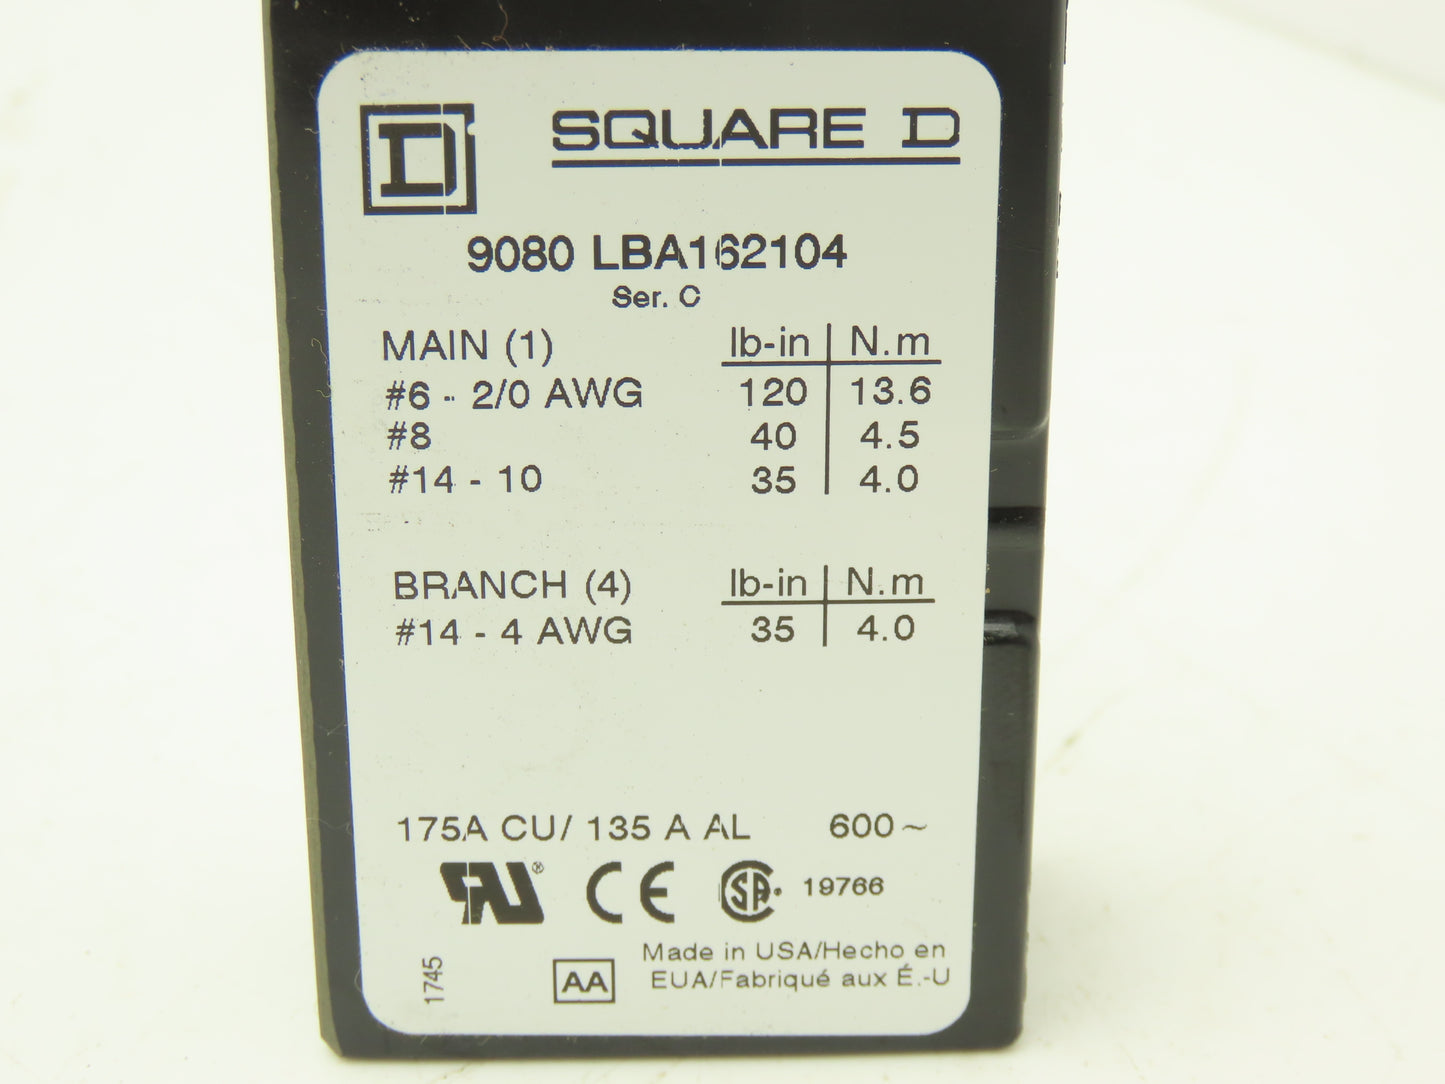 D SQUARE D
9080 LBA162104
Ser. C
MAIN (1) lb-in N.m
#6 - 2/0 AWG 120 13.6
#8 40 4.5
#14 - 10 35 4.0
BRANCH (4) lb-in N.m
#14 - 4 AWG 35 4.0
175A CU/ 135 A AL 600~
RU® CE SA® 19766
1745
AA
Made in USA/Hecho en
EUA/Fabriqué aux É.-U